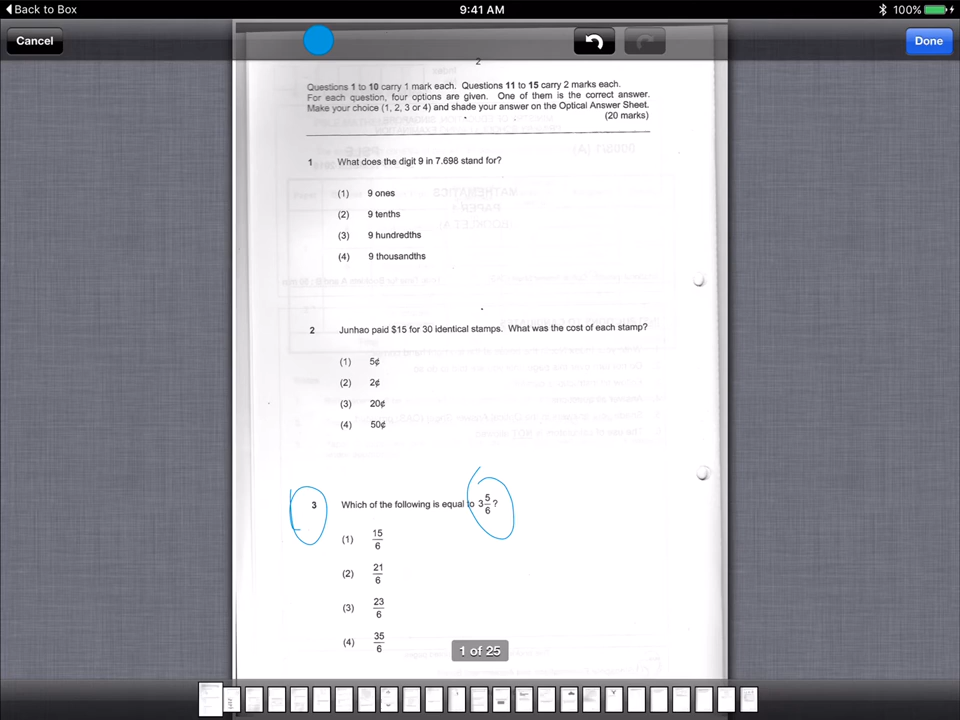 Back to Box
9:41 AM
100%
Cancel
Done
2
Questions 1 to 10 carry 1 mark each. Questions 11 to 15 carry 2 marks each.
For each question, four options are given. One of them is the correct answer.
Make your choice (1, 2, 3 or 4) and shade your answer on the Optical Answer Sheet.
(20 marks)
1 What does the digit 9 in 7.698 stand for?
(1) 9 ones
(2) 9 tenths
(3) 9 hundredths
(4) 9 thousandths
2 Junhao paid $15 for 30 identical stamps. What was the cost of each stamp?
(1) 5¢
(2) 2¢
(3) 20¢
(4) 50¢
3 Which of the following is equal to 3 5/6 ?
(1) 15/6
(2) 21/6
(3) 23/6
(4) 35/6
1 of 25